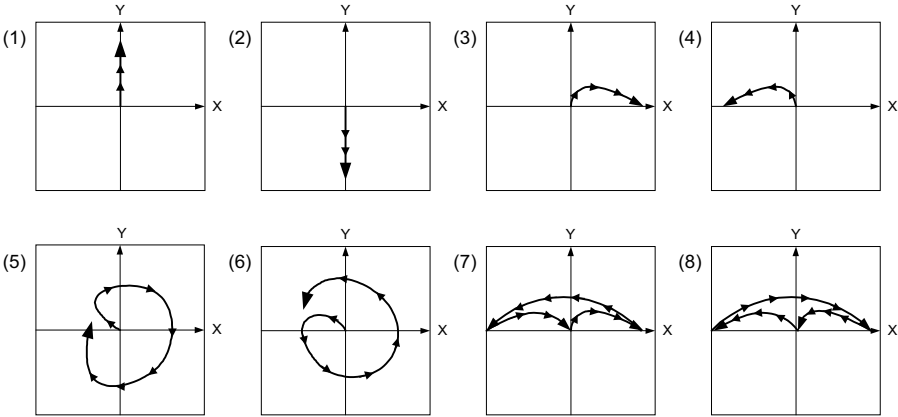 (1) Y X
(2) Y X
(3) Y X
(4) Y X
(5) Y X
(6) Y X
(7) Y X
(8) Y X